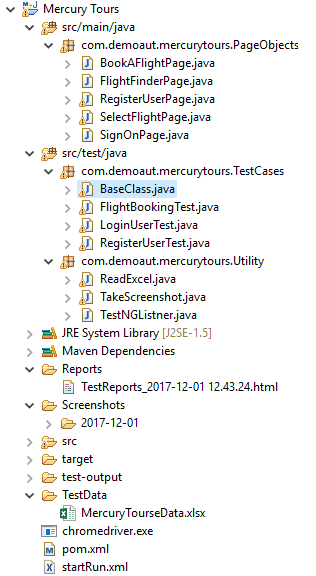 Mercury Tours
src/main/java
com.demoaut.mercurytours.PageObjects
BookAFlightPage.java
FlightFinderPage.java
RegisterUserPage.java
SelectFlightPage.java
SignOnPage.java
src/test/java
com.demoaut.mercurytours.TestCases
BaseClass.java
FlightBookingTest.java
LoginUserTest.java
RegisterUserTest.java
com.demoaut.mercurytours.Utility
ReadExcel.java
TakeScreenshot.java
TestNGListner.java
JRE System Library [J2SE-1.5]
Maven Dependencies
Reports
TestReports_2017-12-01 12.43.24.html
Screenshots
2017-12-01
src
target
test-output
TestData
MercuryTourseData.xlsx
chromedriver.exe
pom.xml
startRun.xml